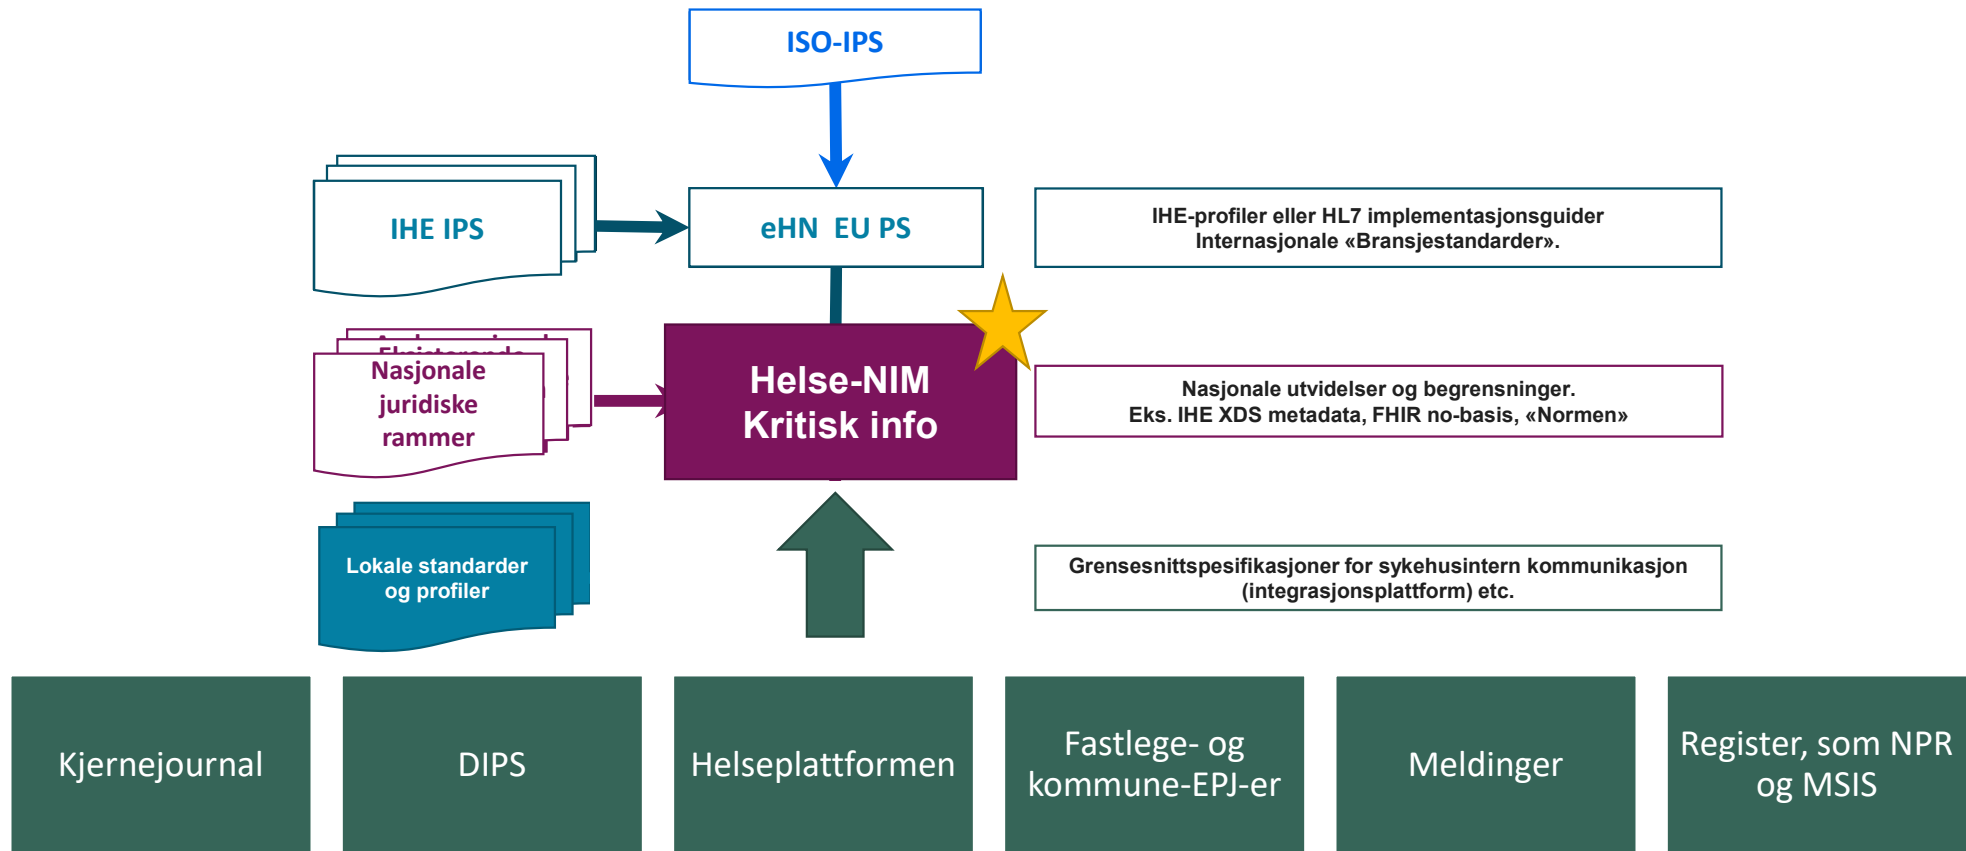 ISO-IPS
IHE IPS
eHN EU PS
IHE-profiler eller HL7 implementasjonsguider
Internasjonale «Bransjestandarder».
Nasjonale
juridiske
rammer
Helse-NIM
Kritisk info
Nasjonale utvidelser og begrensninger.
Eks. IHE XDS metadata, FHIR no-basis, «Normen»
Lokale standarder
og profiler
Grensesnittspesifikasjoner for sykehusintern kommunikasjon
(integrasjonsplattform) etc.
Kjernejournal
DIPS
Helseplattformen
Fastlege- og
kommune-EPJ-er
Meldinger
Register, som NPR
og MSIS